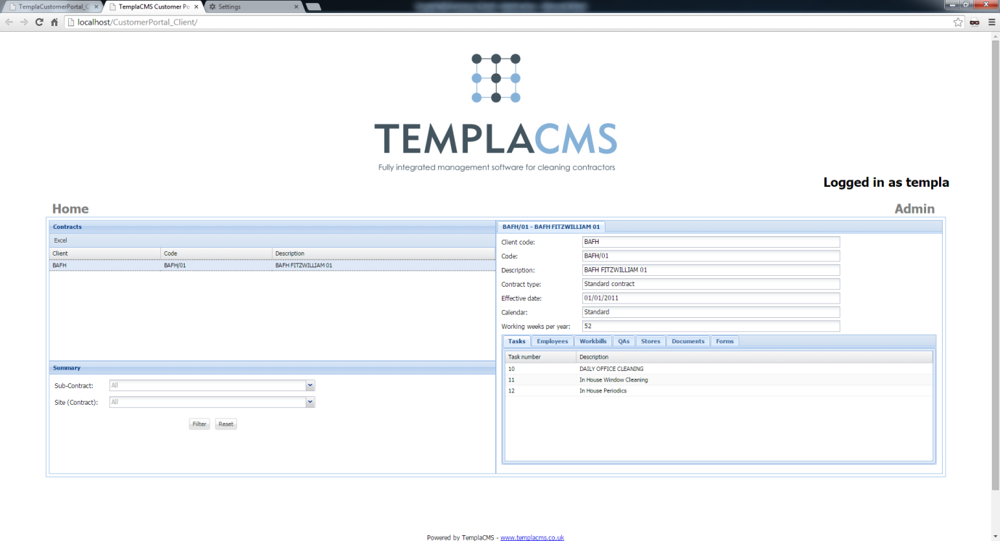 TemplaCustomerPortal_C
TemplaCMS Customer Po
Settings
localhost/CustomerPortal_Client/
TEMPLACMS
Fully integrated management software for cleaning contractors
Logged in as templa
Home
Admin
Contracts
Excel
Client Code Description
BAFH BAFH/01 BAFH FITZWILLIAM 01
Summary
Sub-Contract: All
Site (Contract): All
Filter Reset
BAFH/01 - BAFH FITZWILLIAM 01
Client code: BAFH
Code: BAFH/01
Description: BAFH FITZWILLIAM 01
Contract type: Standard contract
Effective date: 01/01/2011
Calendar: Standard
Working weeks per year: 52
Tasks Employees Workbills QAs Stores Documents Forms
Task number Description
10 DAILY OFFICE CLEANING
11 In House Window Cleaning
12 In House Periodics
Powered by TemplaCMS - www.templacms.co.uk